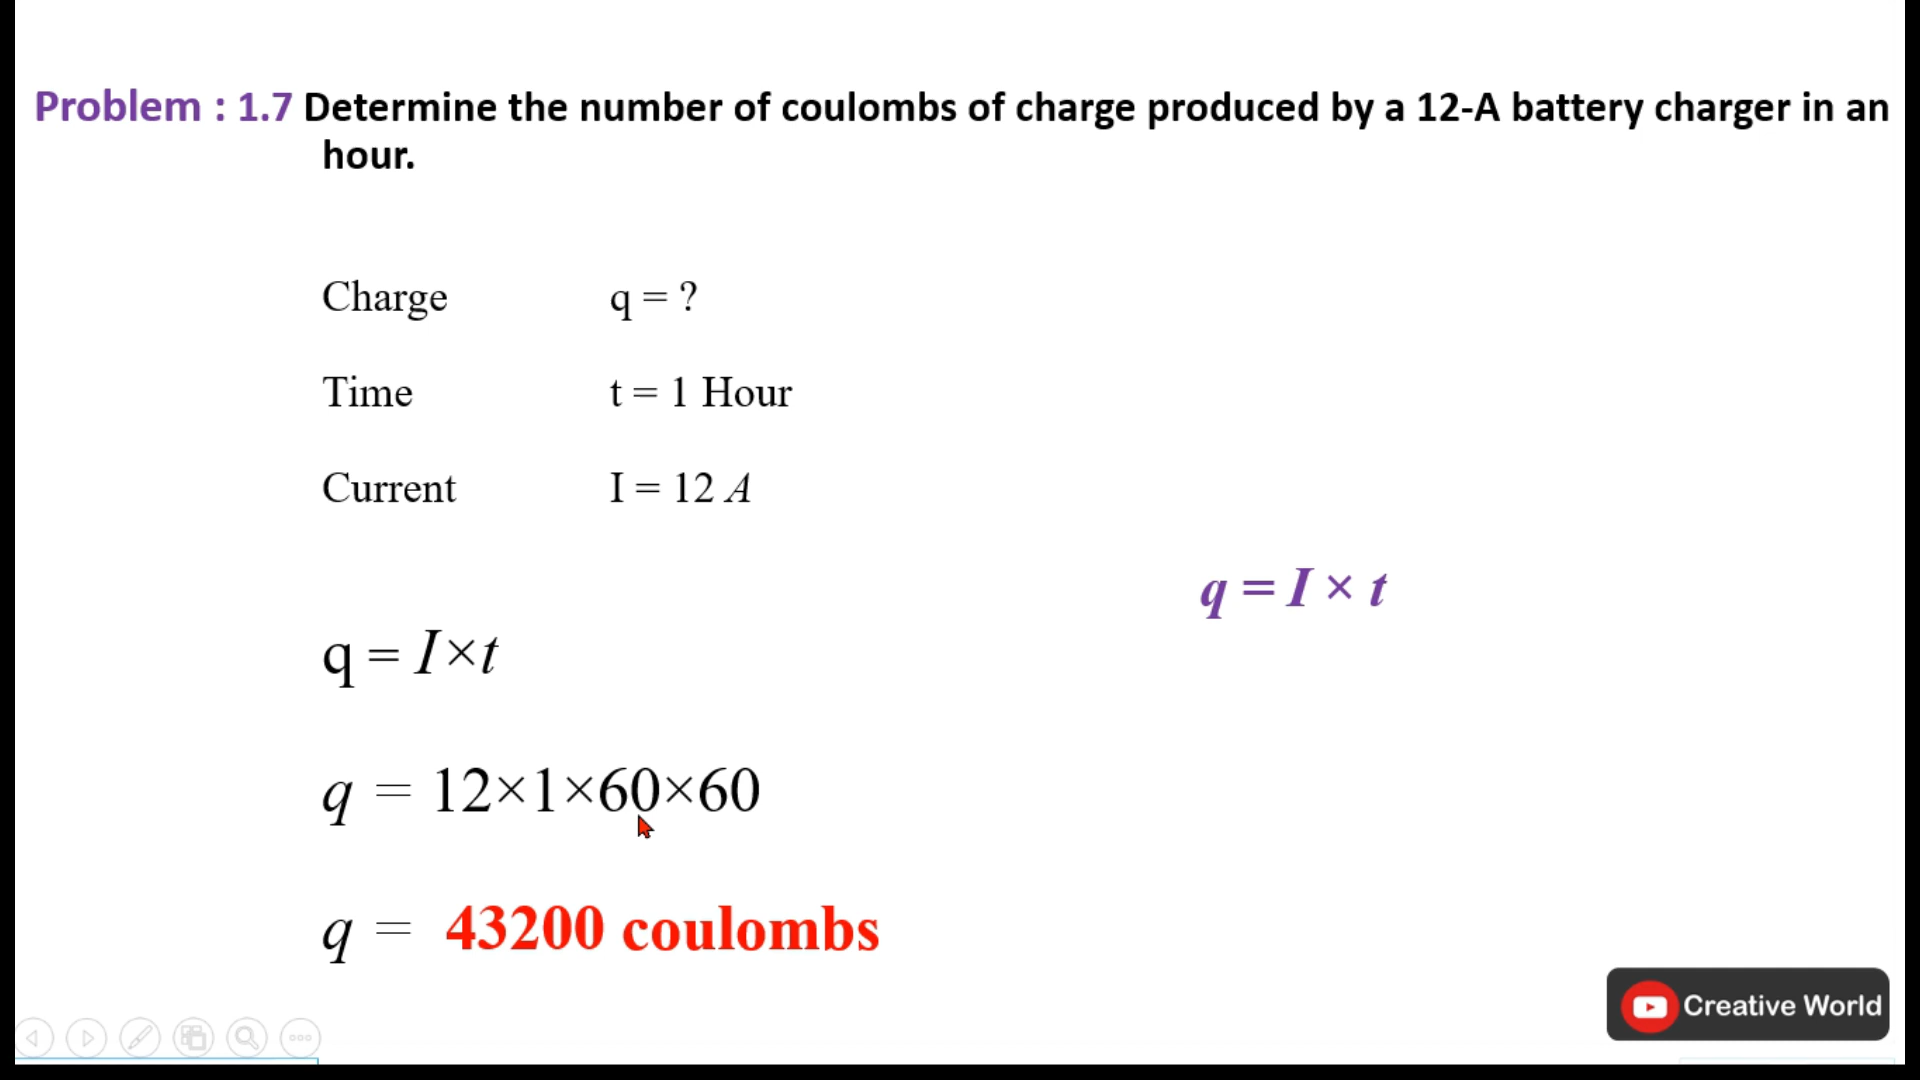 Problem : 1.7 Determine the number of coulombs of charge produced by a 12-A battery charger in an
hour.
Charge q = ?
Time t = 1 Hour
Current I = 12 A
q = I × t
q = I×t
q = 12×1×60×60
q = 43200 coulombs
Creative World